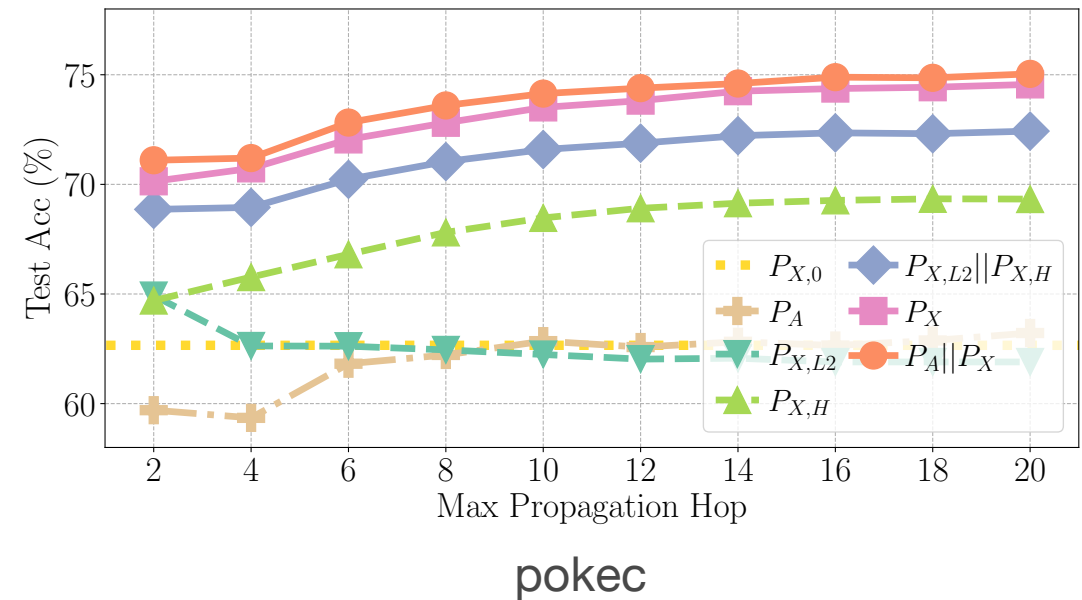 Test Acc (%)
75
70
65
60
2 4 6 8 10 12 14 16 18 20
Max Propagation Hop
P_{X,0}
P_A
P_{X,L2}
P_{X,H}
P_{X,L2}||P_{X,H}
P_X
P_A||P_X
pokec